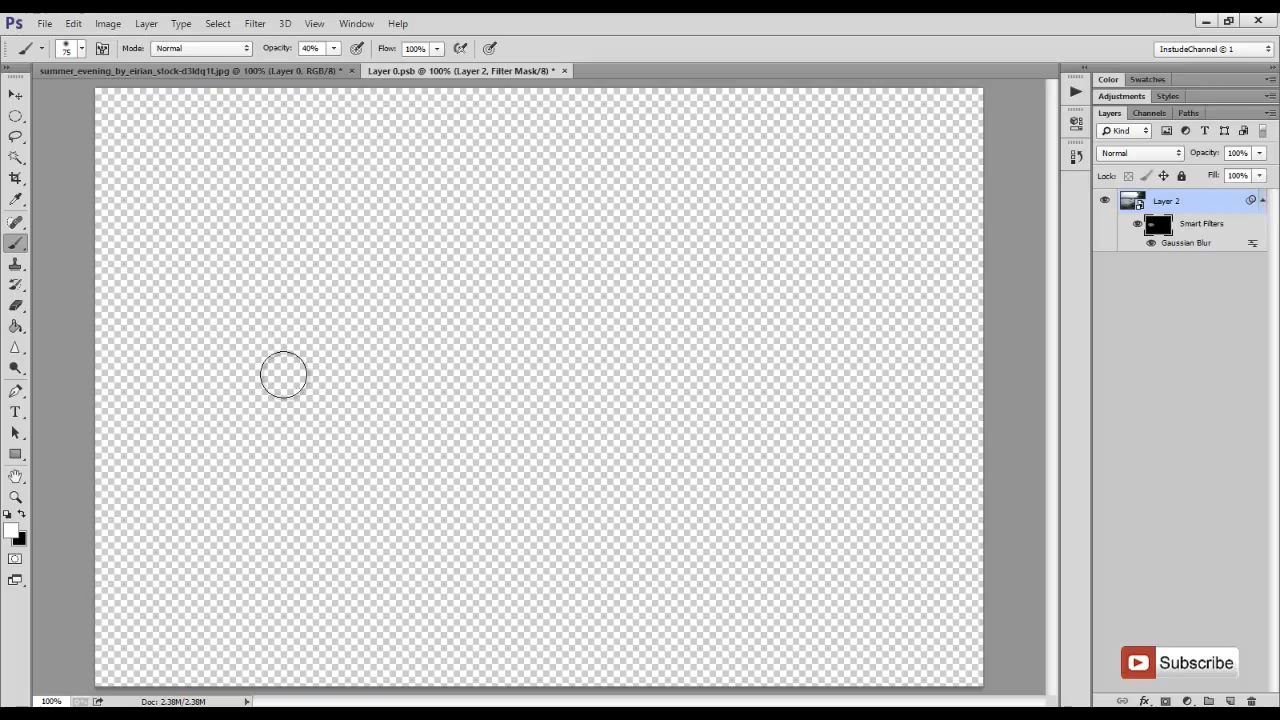 Ps File Edit Image Layer Type Select Filter 3D View Window Help
75 Mode: Normal Opacity: 40% Flow: 100% InstudeChannel @ 1
summer_evening_by_eirian_stock-d3ldq1t.jpg @ 100% (Layer 0, RGB/8) * × Layer 0.psb @ 100% (Layer 2, Filter Mask/8) * ×
Color Swatches
Adjustments Styles
Layers Channels Paths
Kind
Normal Opacity: 100%
Lock: Fill: 100%
Layer 2
Smart Filters
Gaussian Blur
Subscribe
100% Doc: 2.38M/2.38M